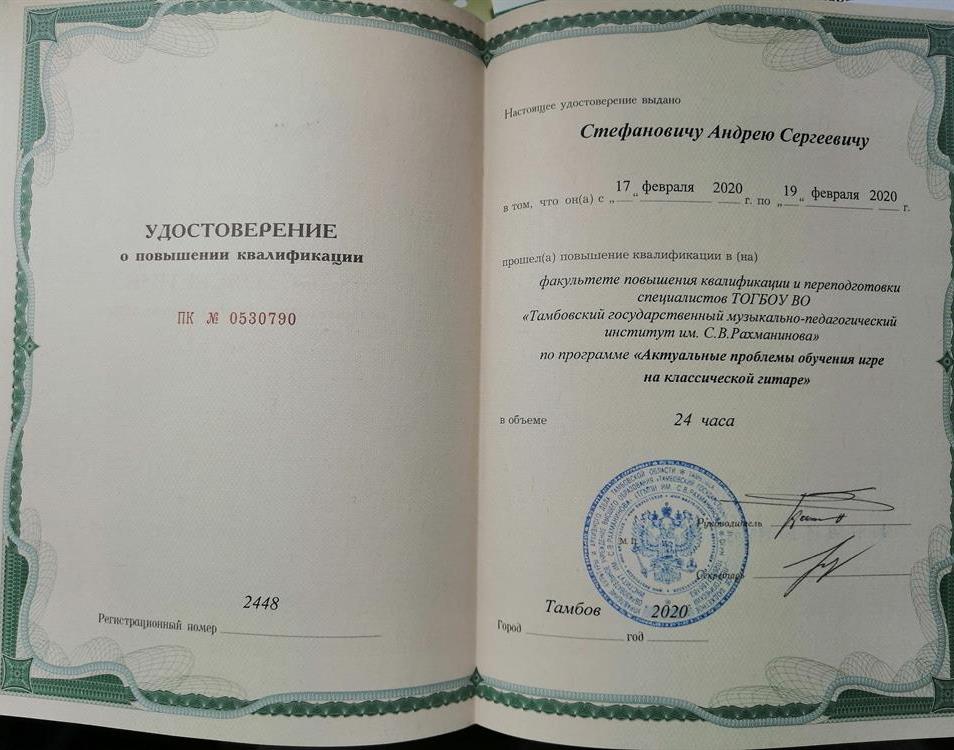 УДОСТОВЕРЕНИЕ
о повышении квалификации
ПК № 0530790
2448
Регистрационный номер
Настоящее удостоверение выдано
Стефановичу Андрею Сергеевичу
в том, что он(а) с „17“ февраля 2020 г. по „19“ февраля 2020 г.
прошел(а) повышение квалификации в (на)
факультете повышения квалификации и переподготовки
специалистов ТОГБОУ ВО
«Тамбовский государственный музыкально-педагогический
институт им. С.В.Рахманинова»
по программе «Актуальные проблемы обучения игре
на классической гитаре»
в объеме 24 часа
Руководитель
М.П.
Секретарь
Город Тамбов год 2020